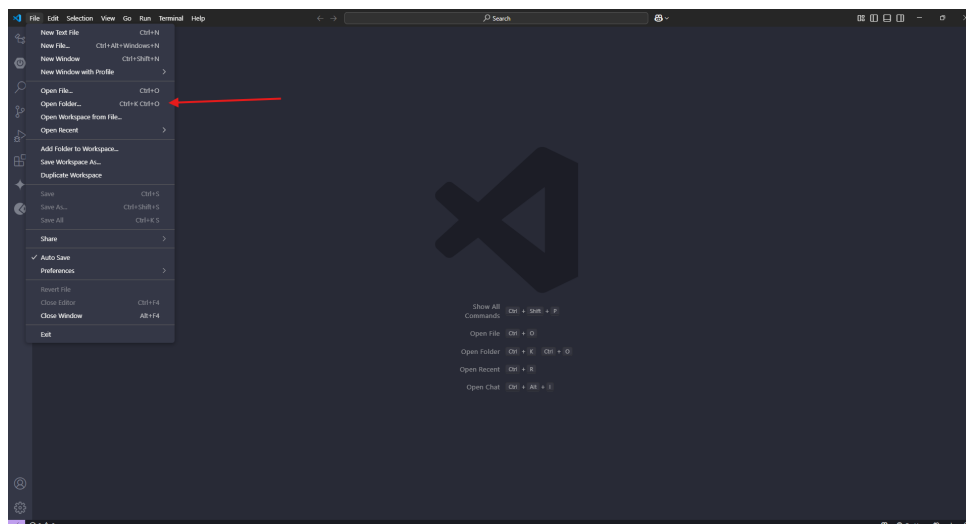 File Edit Selection View Go Run Terminal Help
Search
New Text File Ctrl+N
New File... Ctrl+Alt+Windows+N
New Window Ctrl+Shift+N
New Window with Profile
Open File... Ctrl+O
Open Folder... Ctrl+K Ctrl+O
Open Workspace from File...
Open Recent
Add Folder to Workspace...
Save Workspace As...
Duplicate Workspace
Save Ctrl+S
Save As... Ctrl+Shift+S
Save All Ctrl+K S
Share
Auto Save
Preferences
Revert File
Close Editor Ctrl+F4
Close Window Alt+F4
Exit
Show All
Commands Ctrl + Shift + P
Open File Ctrl + O
Open Folder Ctrl + K Ctrl + O
Open Recent Ctrl + R
Open Chat Ctrl + Alt + I